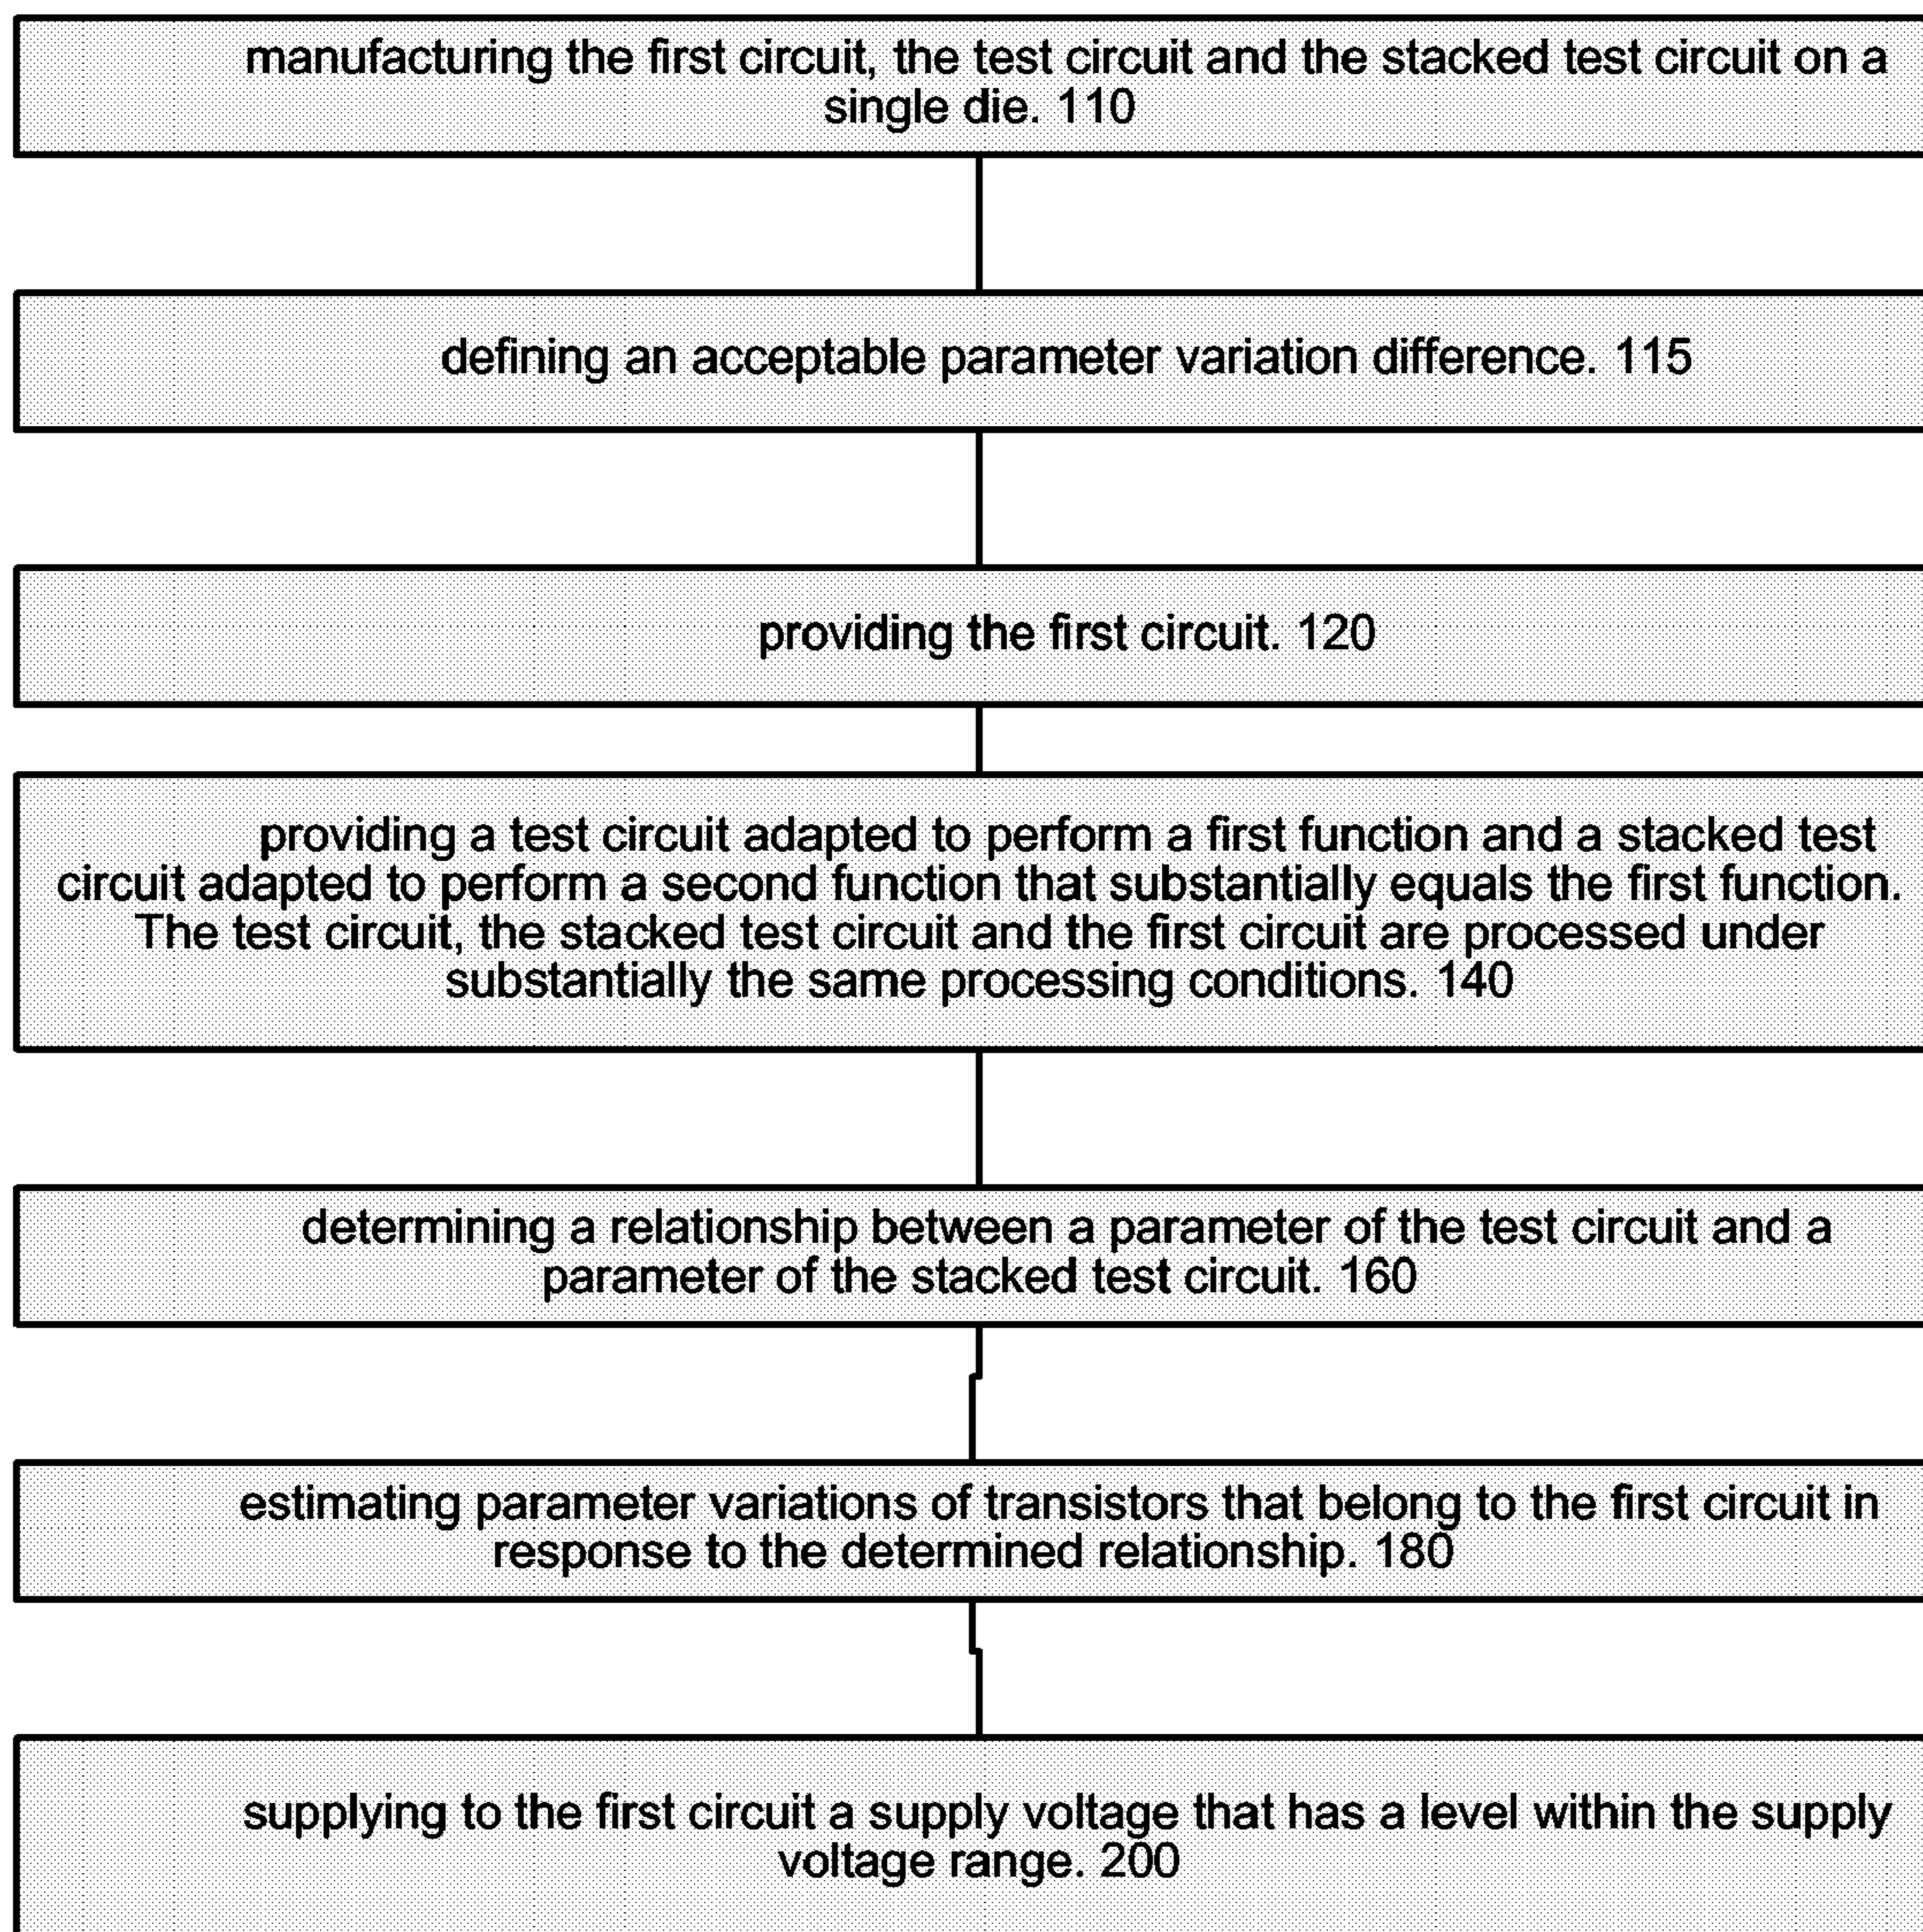 manufacturing the first circuit, the test circuit and the stacked test circuit on a
single die. 110
defining an acceptable parameter variation difference. 115
providing the first circuit. 120
providing a test circuit adapted to perform a first function and a stacked test
circuit adapted to perform a second function that substantially equals the first function.
The test circuit, the stacked test circuit and the first circuit are processed under
substantially the same processing conditions. 140
determining a relationship between a parameter of the test circuit and a
parameter of the stacked test circuit. 160
estimating parameter variations of transistors that belong to the first circuit in
response to the determined relationship. 180
supplying to the first circuit a supply voltage that has a level within the supply
voltage range. 200